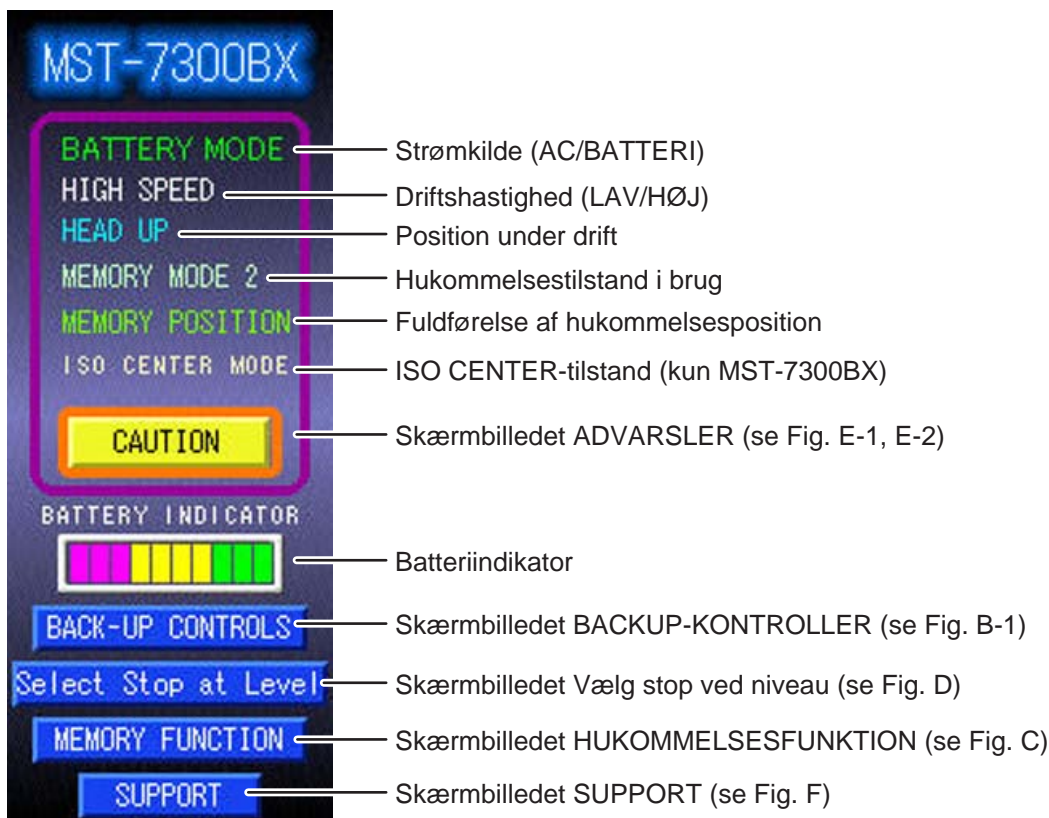 MST-7300BX
BATTERY MODE
Strømkilde (AC/BATTERI)
HIGH SPEED
Driftshastighed (LAV/HØJ)
HEAD UP
Position under drift
MEMORY MODE 2
Hukommelsestilstand i brug
MEMORY POSITION
Fuldførelse af hukommelsesposition
ISO CENTER MODE
ISO CENTER-tilstand (kun MST-7300BX)
CAUTION
Skærmbilledet ADVARSLER (se Fig. E-1, E-2)
BATTERY INDICATOR
Batteriindikator
BACK-UP CONTROLS
Skærmbilledet BACKUP-KONTROLLER (se Fig. B-1)
Select Stop at Level
Skærmbilledet Vælg stop ved niveau (se Fig. D)
MEMORY FUNCTION
Skærmbilledet HUKOMMELSESFUNKTION (se Fig. C)
SUPPORT
Skærmbilledet SUPPORT (se Fig. F)